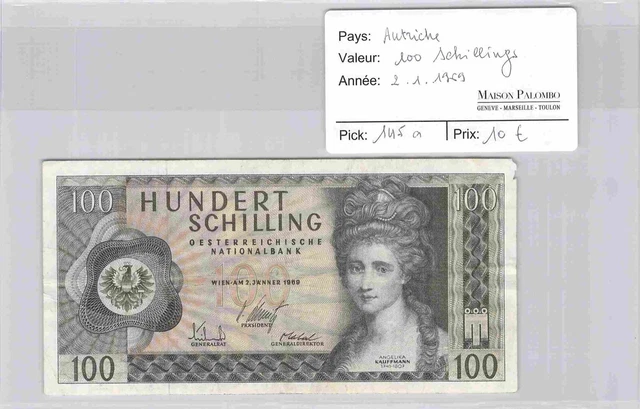 Pays: Autriche
Valeur: 100 Schillings
Année: 2.1.1969
MAISON PALOMBO
GENEVE - MARSEILLE - TOULON
Pick: 145 a
Prix: 10 €
100
HUNDERT
SCHILLING
100
OESTERREICHISCHE
NATIONALBANK
100
WIEN·AM 2.JÄNNER 1969
PRÄSIDENT
GENERALRAT
GENERALDIREKTOR
ANGELIKA
KAUFFMANN
1741-1807
100
100